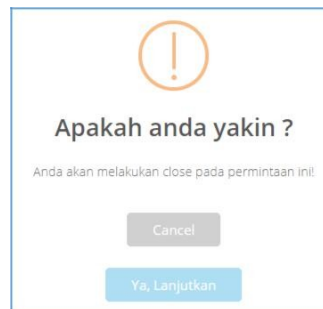 Apakah anda yakin ?
Anda akan melakukan close pada permintaan ini!
Cancel
Ya, Lanjutkan